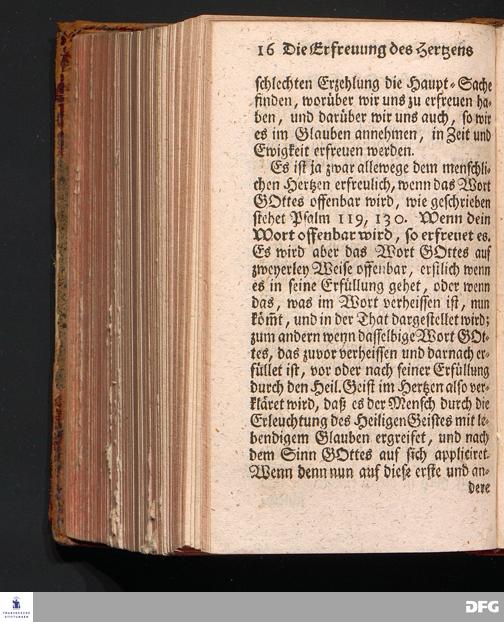 16 Die Erfreuung des Hertzens
schlechten Erzehlung die Haupt-Sache
finden, worüber wir uns zu erfreuen ha-
ben, und darüber wir uns auch, so wir
es im Glauben annehmen, in Zeit und
Ewigkeit erfreuen werden.
Es ist ja zwar allewege dem menschli-
chen Hertzen erfreulich, wenn das Wort
GOttes offenbar wird, wie geschrieben
stehet Psalm 119, 130. Wenn dein
Wort offenbar wird, so erfreuet es.
Es wird aber das Wort GOttes auf
zweyerley Weise offenbar, erstlich wenn
es in seine Erfüllung gehet, oder wenn
das, was im Wort verheissen ist, nun
kömt, und in der That dargestellet wird;
zum andern wenn dasselbige Wort GOt-
tes, das zuvor verheissen und darnach er-
füllet ist, vor oder nach seiner Erfüllung
durch den Heil. Geist im Hertzen also ver-
kläret wird, daß es der Mensch durch die
Erleuchtung des Heiligen Geistes mit le-
bendigem Glauben ergreifet, und nach
dem Sinn GOttes auf sich appliciret.
Wenn denn nun auf diese erste und an-
dere
FRANCKESCHE
STIFTUNGEN
DFG